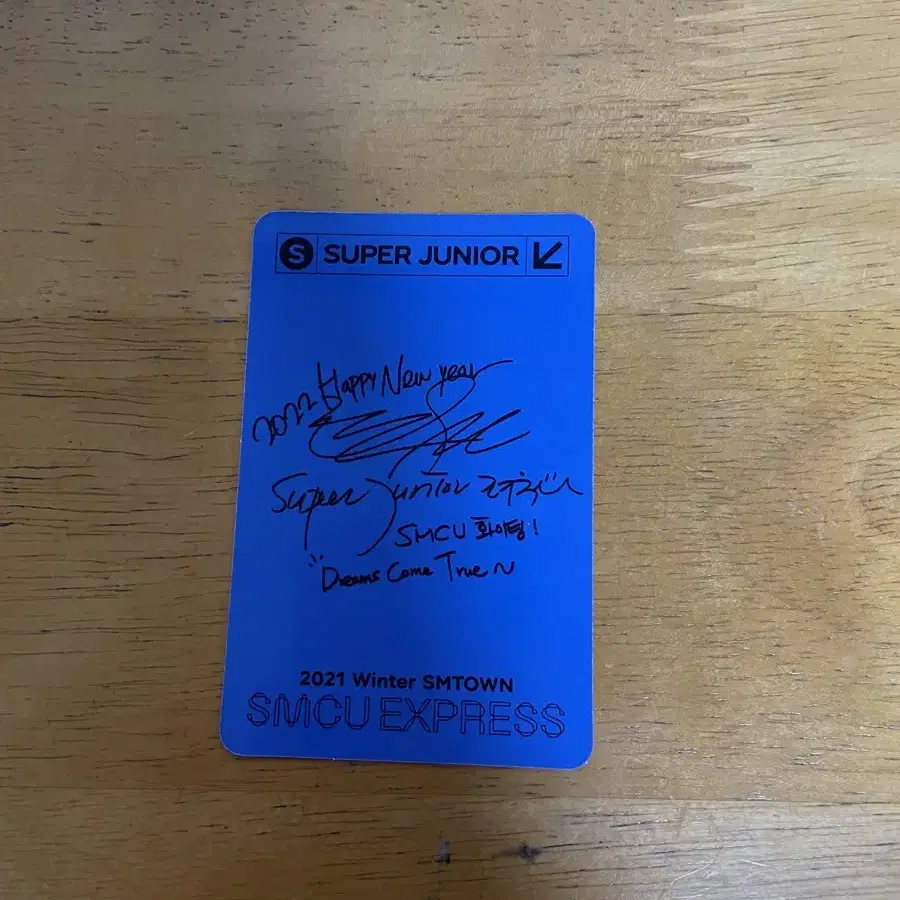 S SUPER JUNIOR
2022 Happy New year
Super Junior 려욱
SMCU 화이팅!
"Dreams Come True~
2021 Winter SMTOWN
SMCU EXPRESS